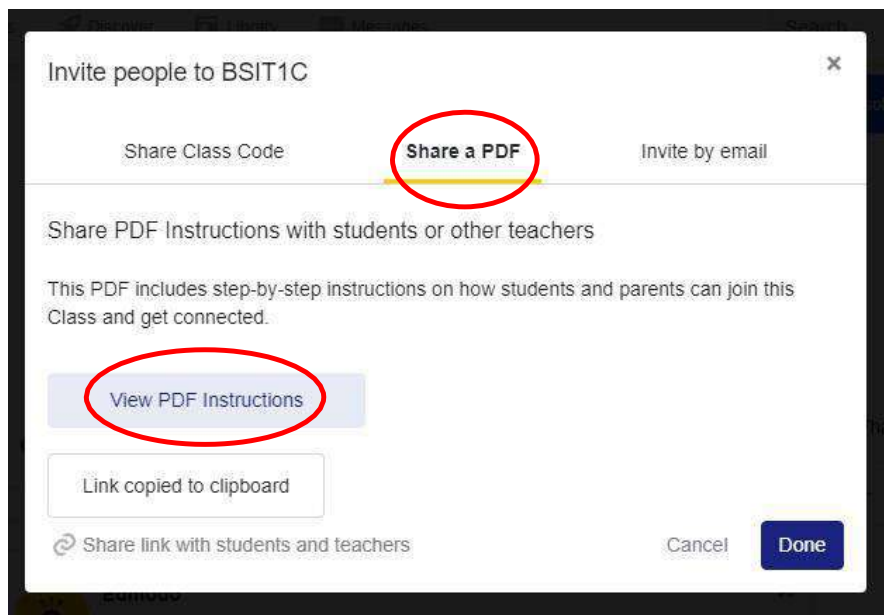 Discover Library Messages Search
Invite people to BSIT1C ×
Share Class Code Share a PDF Invite by email
Share PDF Instructions with students or other teachers
This PDF includes step-by-step instructions on how students and parents can join this
Class and get connected.
View PDF Instructions
Link copied to clipboard
Share link with students and teachers Cancel Done
Edmodo